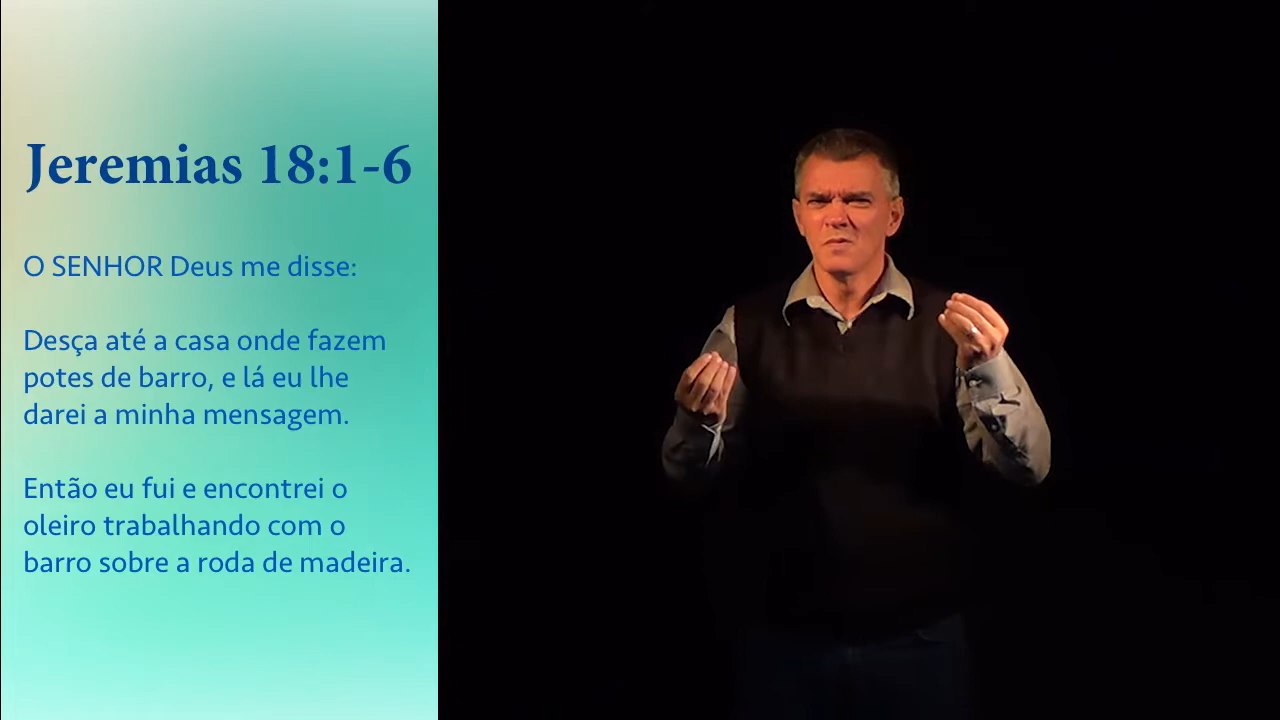 Jeremias 18:1-6
O SENHOR Deus me disse:
Desça até a casa onde fazem
potes de barro, e lá eu lhe
darei a minha mensagem.
Então eu fui e encontrei o
oleiro trabalhando com o
barro sobre a roda de madeira.